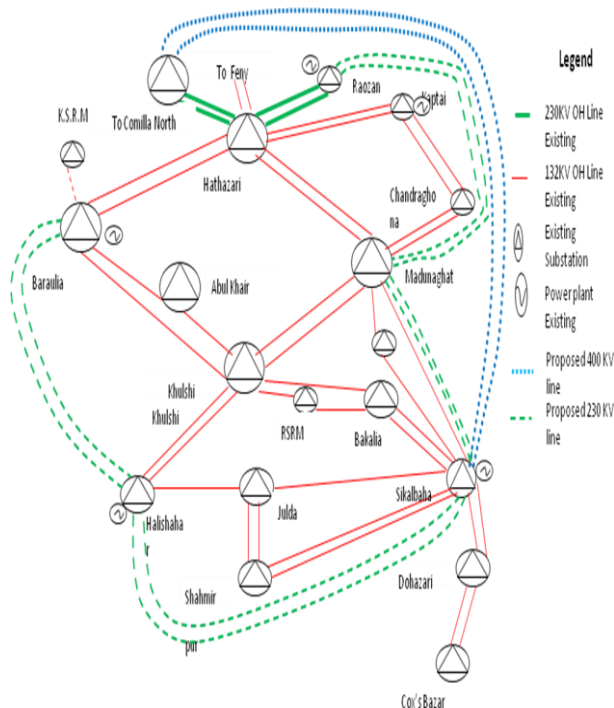 To Feny
Raozan
Kaptai
K.S.R.M
To Comilla North
Hathazari
Chandragho
na
Baraulia
Abul Khair
Madunaghat
Khulshi
Khulshi
RSRM
Bakalia
Halishaha
r
Julda
Sikalbaha
Shahmir
pur
Dohazari
Cox's Bazar
Legend
230KV OH Line
Existing
132KV OH Line
Existing
Existing
Substation
Power plant
Existing
Proposed 400 KV
line
Proposed 230 KV
line